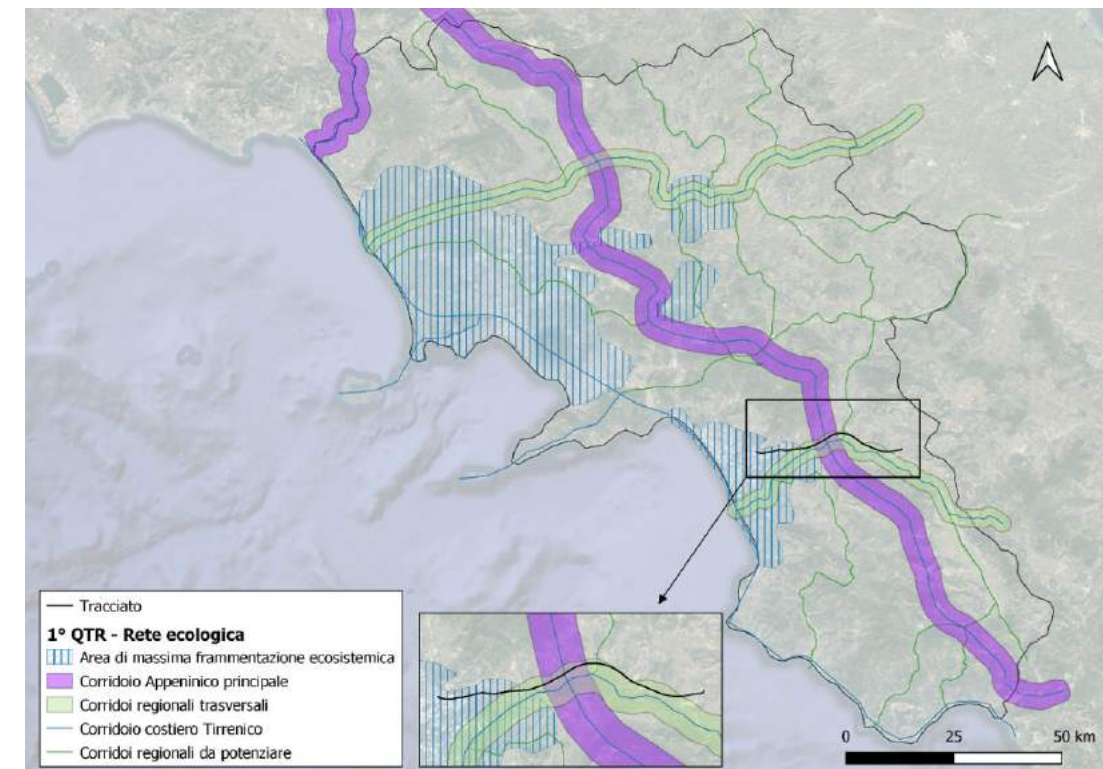 Tracciato
1° QTR - Rete ecologica
Area di massima frammentazione ecosistemica
Corridoio Appeninico principale
Corridoi regionali trasversali
Corridoio costiero Tirrenico
Corridoi regionali da potenziare
0 25 50 km